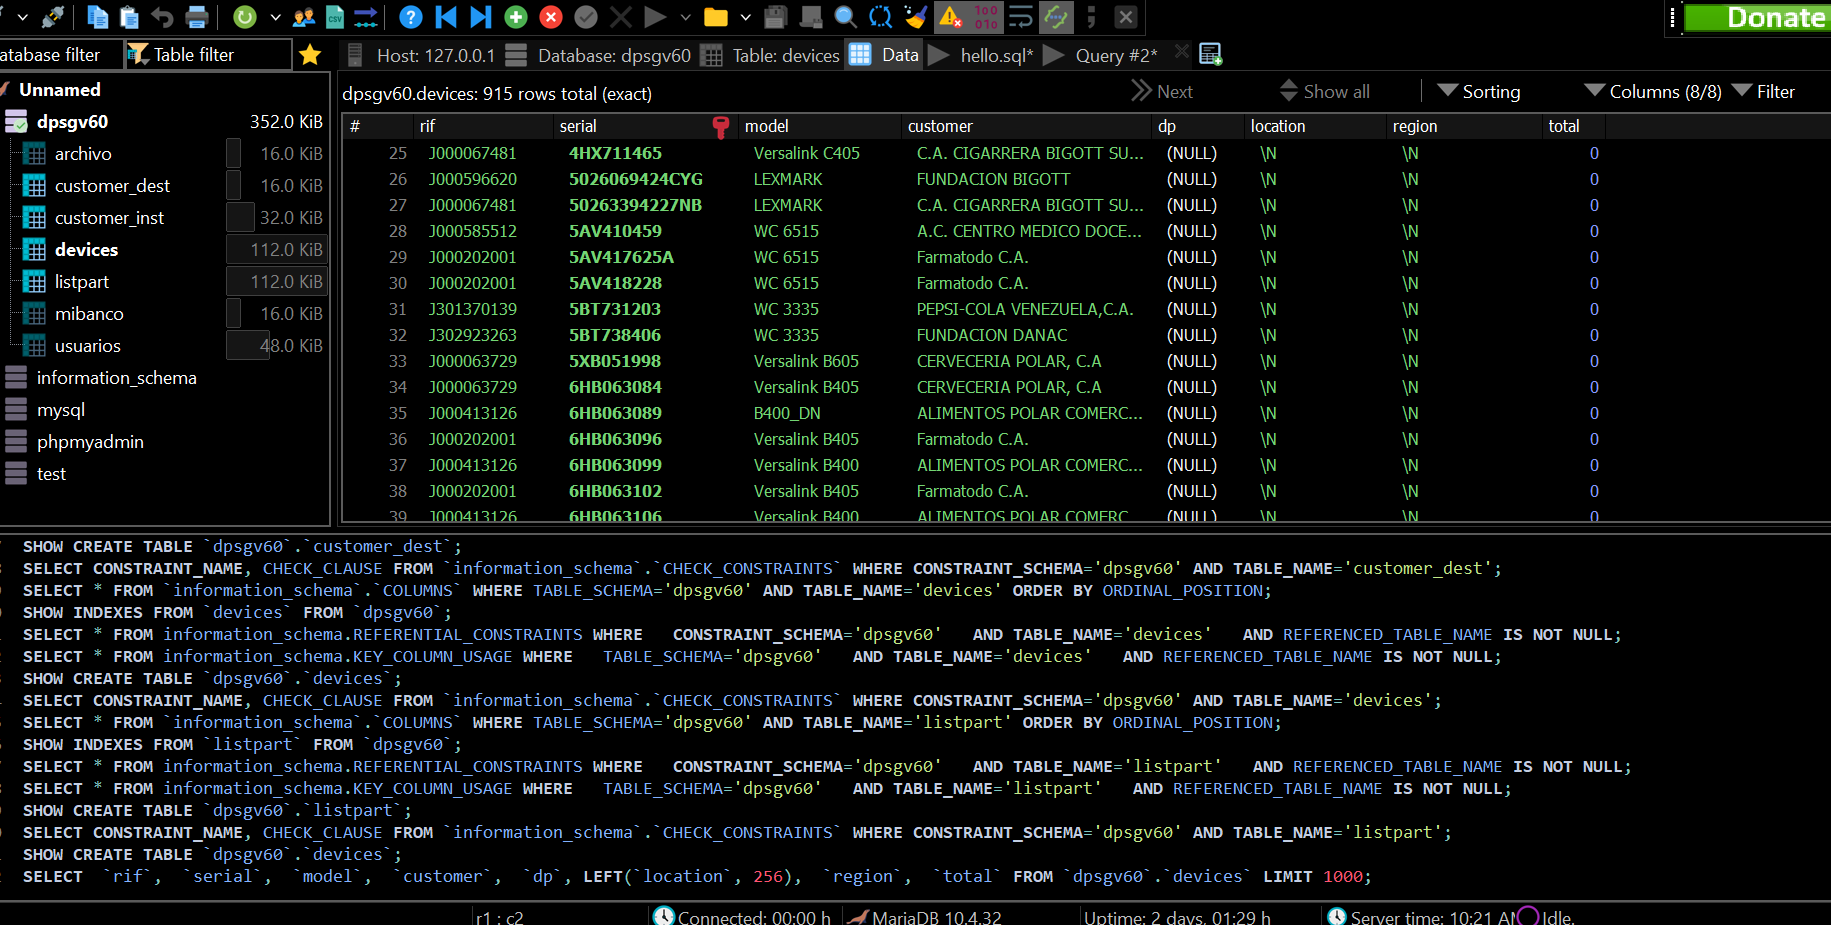 Donate
atabase filter Table filter Host: 127.0.0.1 Database: dpsgv60 Table: devices Data hello.sql* Query #2*
Unnamed
dpsgv60 352.0 KiB
archivo 16.0 KiB
customer_dest 16.0 KiB
customer_inst 32.0 KiB
devices 112.0 KiB
listpart 112.0 KiB
mibanco 16.0 KiB
usuarios 48.0 KiB
information_schema
mysql
phpmyadmin
test
dpsgv60.devices: 915 rows total (exact) Next Show all Sorting Columns (8/8) Filter
# rif serial model customer dp location region total
25 J000067481 4HX711465 Versalink C405 C.A. CIGARRERA BIGOTT SU... (NULL) \N \N 0
26 J000596620 5026069424CYG LEXMARK FUNDACION BIGOTT (NULL) \N \N 0
27 J000067481 50263394227NB LEXMARK C.A. CIGARRERA BIGOTT SU... (NULL) \N \N 0
28 J000585512 5AV410459 WC 6515 A.C. CENTRO MEDICO DOCE... (NULL) \N \N 0
29 J000202001 5AV417625A WC 6515 Farmatodo C.A. (NULL) \N \N 0
30 J000202001 5AV418228 WC 6515 Farmatodo C.A. (NULL) \N \N 0
31 J301370139 5BT731203 WC 3335 PEPSI-COLA VENEZUELA,C.A. (NULL) \N \N 0
32 J302923263 5BT738406 WC 3335 FUNDACION DANAC (NULL) \N \N 0
33 J000063729 5XB051998 Versalink B605 CERVECERIA POLAR, C.A (NULL) \N \N 0
34 J000063729 6HB063084 Versalink B405 CERVECERIA POLAR, C.A (NULL) \N \N 0
35 J000413126 6HB063089 B400_DN ALIMENTOS POLAR COMERC... (NULL) \N \N 0
36 J000202001 6HB063096 Versalink B405 Farmatodo C.A. (NULL) \N \N 0
37 J000413126 6HB063099 Versalink B400 ALIMENTOS POLAR COMERC... (NULL) \N \N 0
38 J000202001 6HB063102 Versalink B405 Farmatodo C.A. (NULL) \N \N 0
39 J000413126 6HB063106 Versalink B400 ALIMENTOS POLAR COMERC (NULL) \N \N 0
SHOW CREATE TABLE `dpsgv60`.`customer_dest`;
SELECT CONSTRAINT_NAME, CHECK_CLAUSE FROM `information_schema`.`CHECK_CONSTRAINTS` WHERE CONSTRAINT_SCHEMA='dpsgv60' AND TABLE_NAME='customer_dest';
SELECT * FROM `information_schema`.`COLUMNS` WHERE TABLE_SCHEMA='dpsgv60' AND TABLE_NAME='devices' ORDER BY ORDINAL_POSITION;
SHOW INDEXES FROM `devices` FROM `dpsgv60`;
SELECT * FROM information_schema.REFERENTIAL_CONSTRAINTS WHERE CONSTRAINT_SCHEMA='dpsgv60' AND TABLE_NAME='devices' AND REFERENCED_TABLE_NAME IS NOT NULL;
SELECT * FROM information_schema.KEY_COLUMN_USAGE WHERE TABLE_SCHEMA='dpsgv60' AND TABLE_NAME='devices' AND REFERENCED_TABLE_NAME IS NOT NULL;
SHOW CREATE TABLE `dpsgv60`.`devices`;
SELECT CONSTRAINT_NAME, CHECK_CLAUSE FROM `information_schema`.`CHECK_CONSTRAINTS` WHERE CONSTRAINT_SCHEMA='dpsgv60' AND TABLE_NAME='devices';
SELECT * FROM `information_schema`.`COLUMNS` WHERE TABLE_SCHEMA='dpsgv60' AND TABLE_NAME='listpart' ORDER BY ORDINAL_POSITION;
SHOW INDEXES FROM `listpart` FROM `dpsgv60`;
SELECT * FROM information_schema.REFERENTIAL_CONSTRAINTS WHERE CONSTRAINT_SCHEMA='dpsgv60' AND TABLE_NAME='listpart' AND REFERENCED_TABLE_NAME IS NOT NULL;
SELECT * FROM information_schema.KEY_COLUMN_USAGE WHERE TABLE_SCHEMA='dpsgv60' AND TABLE_NAME='listpart' AND REFERENCED_TABLE_NAME IS NOT NULL;
SHOW CREATE TABLE `dpsgv60`.`listpart`;
SELECT CONSTRAINT_NAME, CHECK_CLAUSE FROM `information_schema`.`CHECK_CONSTRAINTS` WHERE CONSTRAINT_SCHEMA='dpsgv60' AND TABLE_NAME='listpart';
SHOW CREATE TABLE `dpsgv60`.`devices`;
SELECT `rif`, `serial`, `model`, `customer`, `dp`, LEFT(`location`, 256), `region`, `total` FROM `dpsgv60`.`devices` LIMIT 1000;
r1 : c2 Connected: 00:00 h MariaDB 10.4.32 Uptime: 2 days, 01:29 h Server time: 10:21 AM Idle.